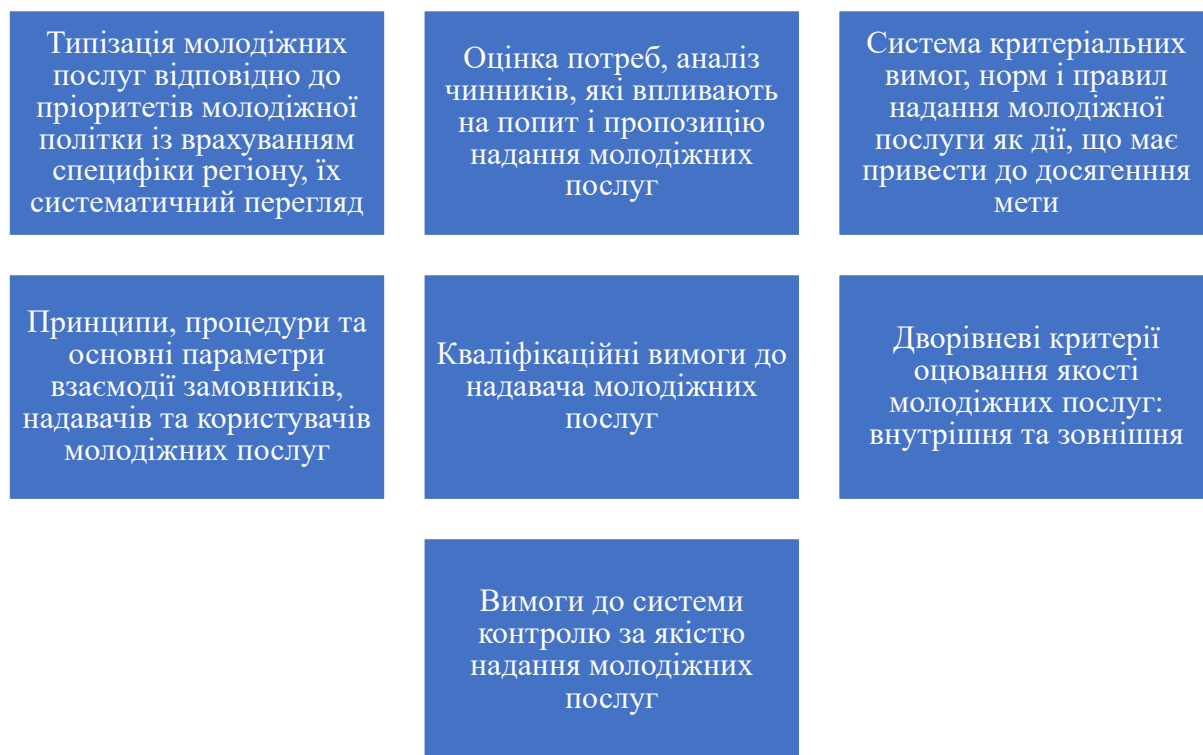 Типізація молодіжних
послуг відповідно до
пріоритетів молодіжної
політки із врахуванням
специфіки регіону, їх
систематичний перегляд
Оцінка потреб, аналіз
чинників, які впливають
на попит і пропозицію
надання молодіжних
послуг
Система критеріальних
вимог, норм і правил
надання молодіжної
послуги як дії, що має
привести до досягенння
мети
Принципи, процедури та
основні параметри
взаємодії замовників,
надавачів та користувачів
молодіжних послуг
Кваліфікаційні вимоги до
надавача молодіжних
послуг
Дворівневі критерії
оцювання якості
молодіжних послуг:
внутрішня та зовнішня
Вимоги до системи
контролю за якістю
надання молодіжних
послуг